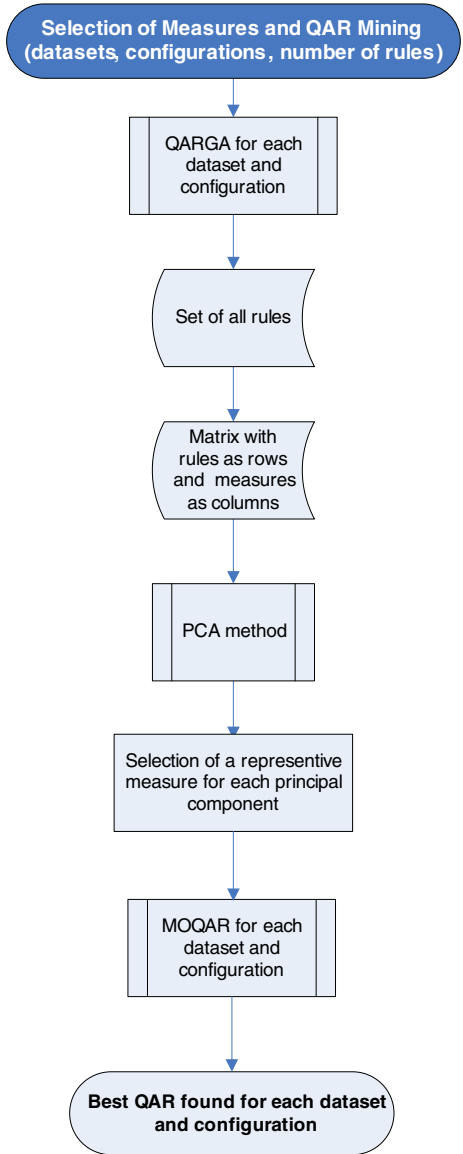 Selection of Measures and QAR Mining
(datasets, configurations, number of rules)
QARGA for each
dataset and
configuration
Set of all rules
Matrix with
rules as rows
and measures
as columns
PCA method
Selection of a representive
measure for each principal
component
MOQAR for each
dataset and
configuration
Best QAR found for each dataset
and configuration